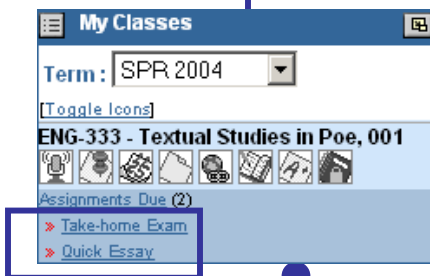 My Classes
Term : SPR 2004
[Toggle Icons]
ENG-333 - Textual Studies in Poe, 001
Assignments Due (2)
» Take-home Exam
» Quick Essay